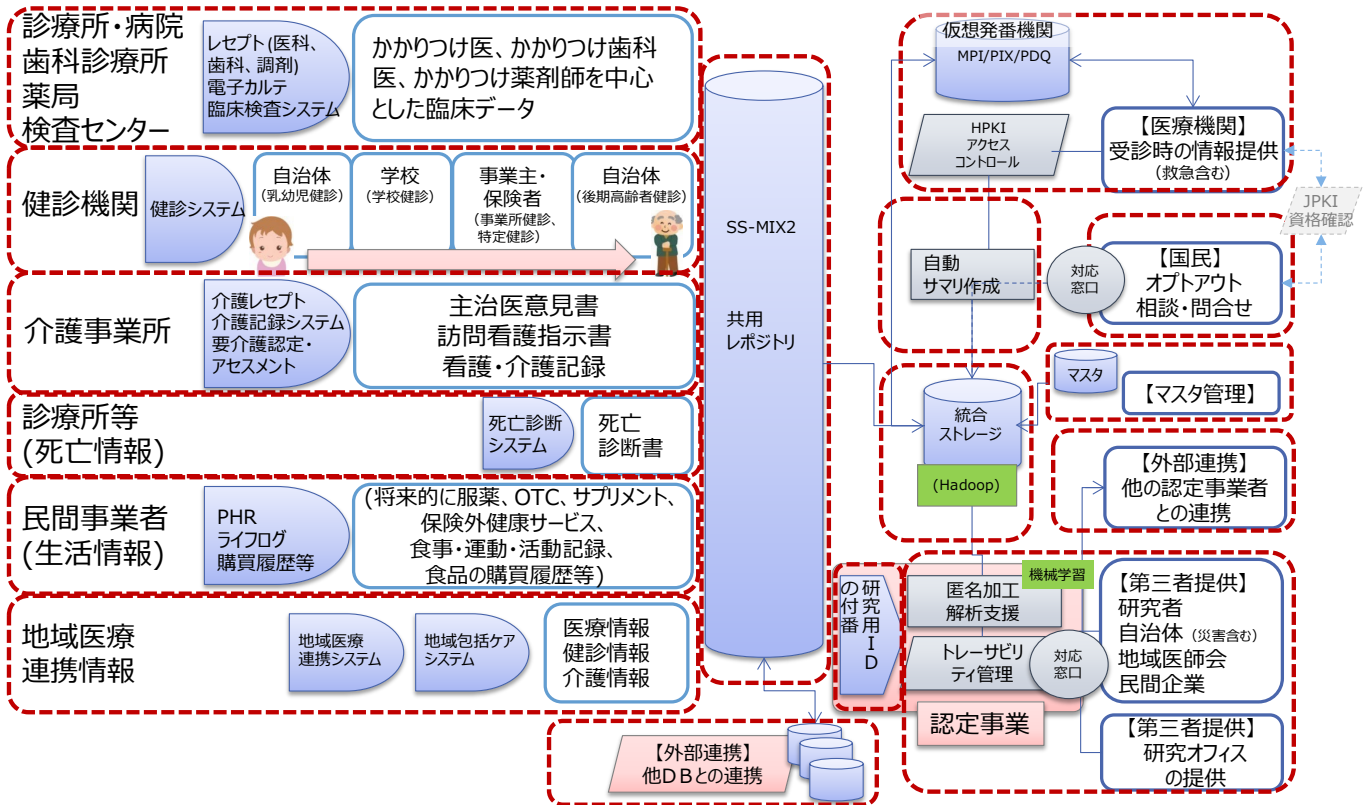 診療所・病院
歯科診療所
薬局
検査センター
レセプト(医科、
歯科、調剤)
電子カルテ
臨床検査システム
かかりつけ医、かかりつけ歯科
医、かかりつけ薬剤師を中心
とした臨床データ
健診機関
健診システム
自治体
(乳幼児健診)
学校
(学校健診)
事業主・
保険者
(事業所健診、
特定健診)
自治体
(後期高齢者健診)
介護事業所
介護レセプト
介護記録システム
要介護認定・
アセスメント
主治医意見書
訪問看護指示書
看護・介護記録
診療所等
(死亡情報)
死亡診断
システム
死亡
診断書
民間事業者
(生活情報)
PHR
ライフログ
購買履歴等
(将来的に服薬、OTC、サプリメント、
保険外健康サービス、
食事・運動・活動記録、
食品の購買履歴等)
地域医療
連携情報
地域医療
連携システム
地域包括ケア
システム
医療情報
健診情報
介護情報
SS-MIX2
共用
レポジトリ
【外部連携】
他DBとの連携
仮想発番機関
MPI/PIX/PDQ
HPKI
アクセス
コントロール
【医療機関】
受診時の情報提供
(救急含む)
JPKI
資格確認
自動
サマリ作成
対応
窓口
【国民】
オプトアウト
相談・問合せ
マスタ
【マスタ管理】
統合
ストレージ
(Hadoop)
【外部連携】
他の認定事業者
との連携
研究用ID
の付番
匿名加工
解析支援
機械学習
トレーサビリ
ティ管理
対応
窓口
認定事業
【第三者提供】
研究者
自治体(災害含む)
地域医師会
民間企業
【第三者提供】
研究オフィス
の提供